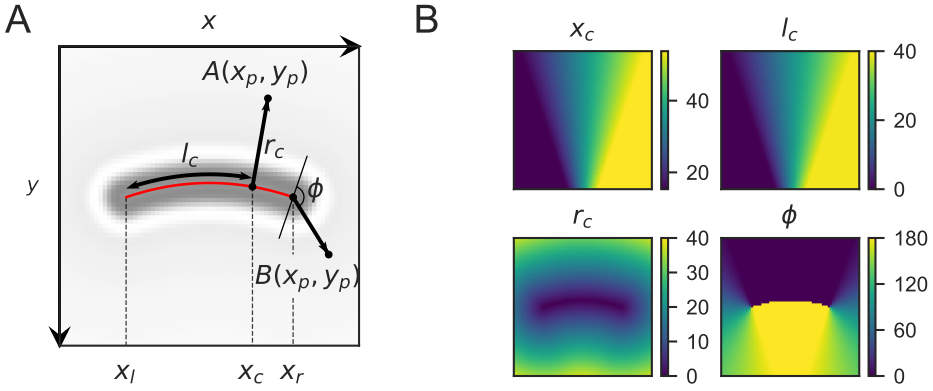 A
x
A(x_p, y_p)
l_c
r_c
y
ϕ
B(x_p, y_p)
x_l
x_c
x_r
B
x_c
40
20
l_c
40
20
0
r_c
40
30
20
10
0
ϕ
180
120
60
0